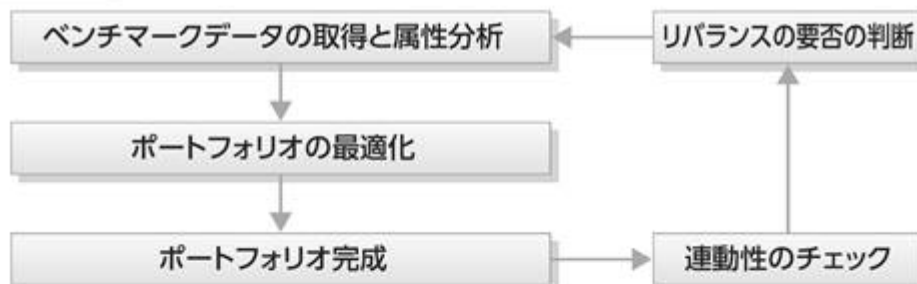 ベンチマークデータの取得と属性分析
リバランスの要否の判断
ポートフォリオの最適化
ポートフォリオ完成
連動性のチェック